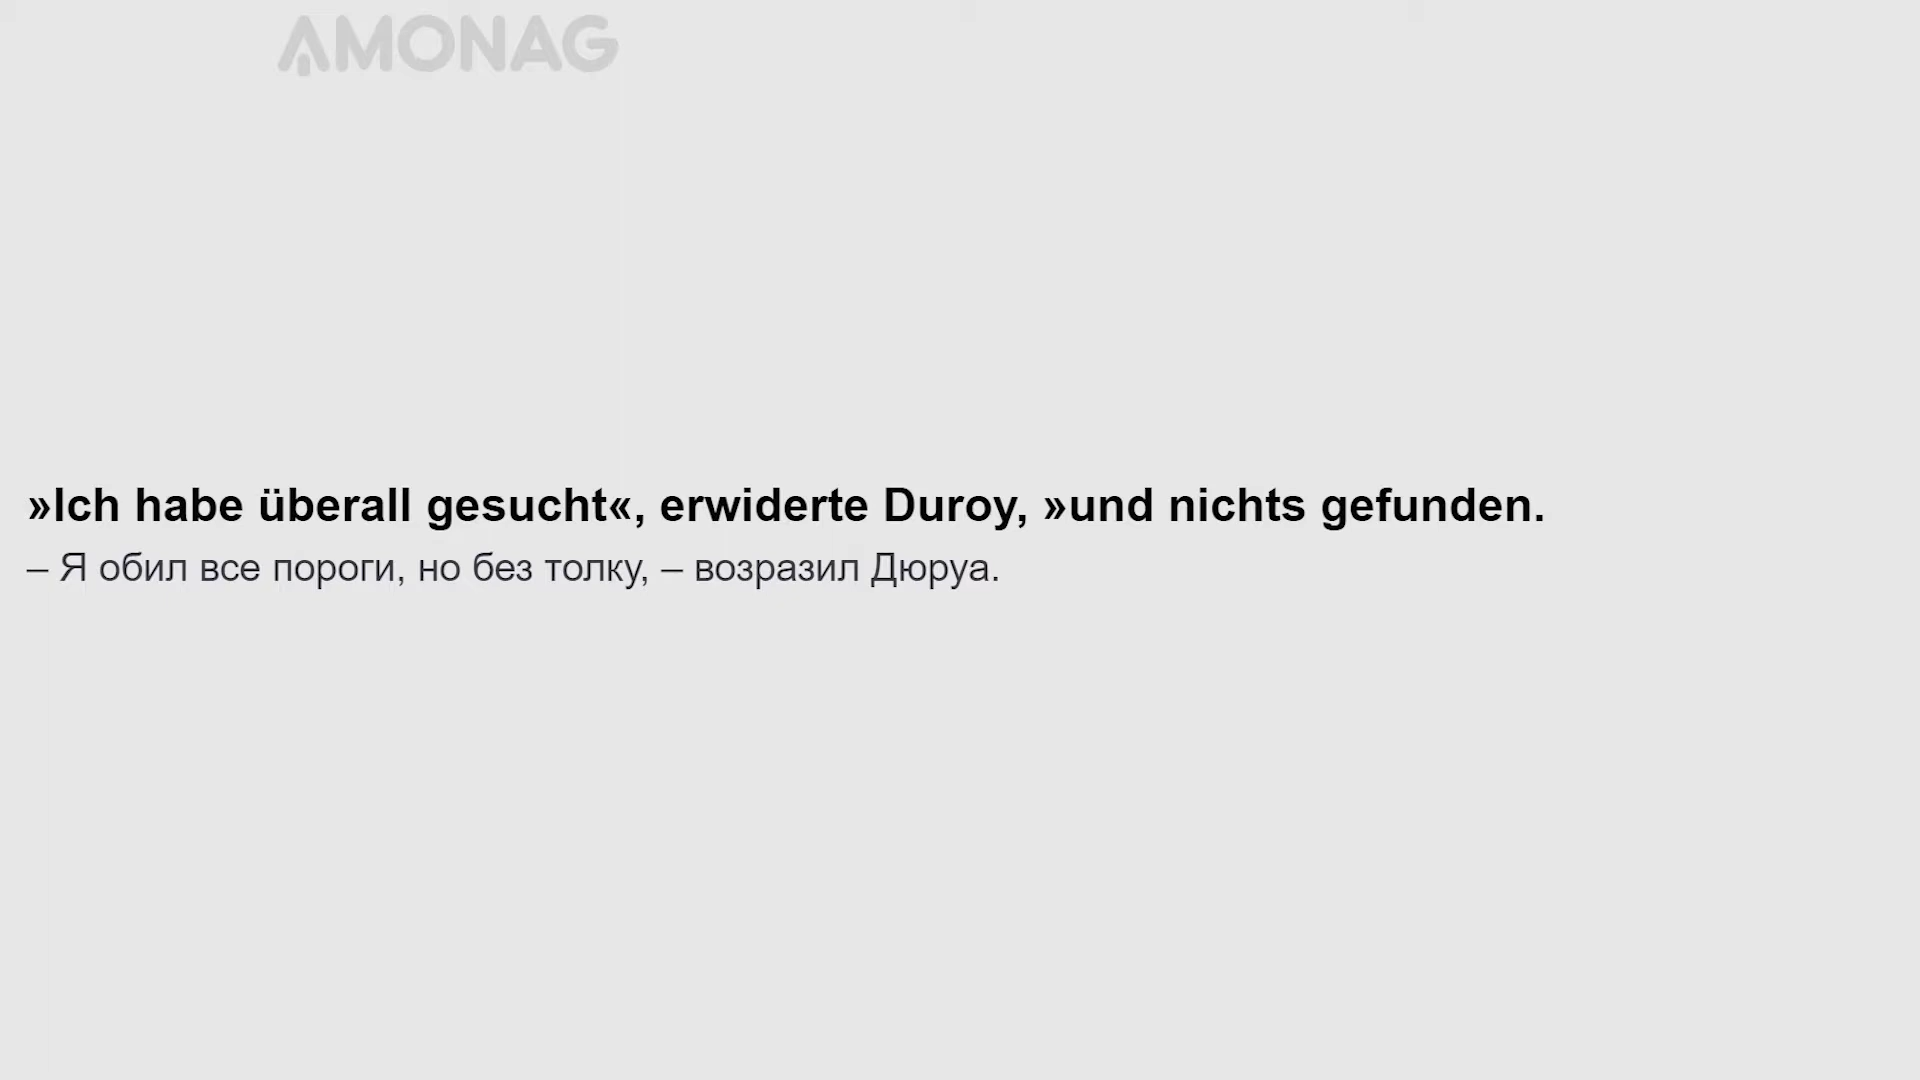 AMONAG
»Ich habe überall gesucht«, erwiderte Duroy, »und nichts gefunden.
– Я обил все пороги, но без толку, – возразил Дюруа.